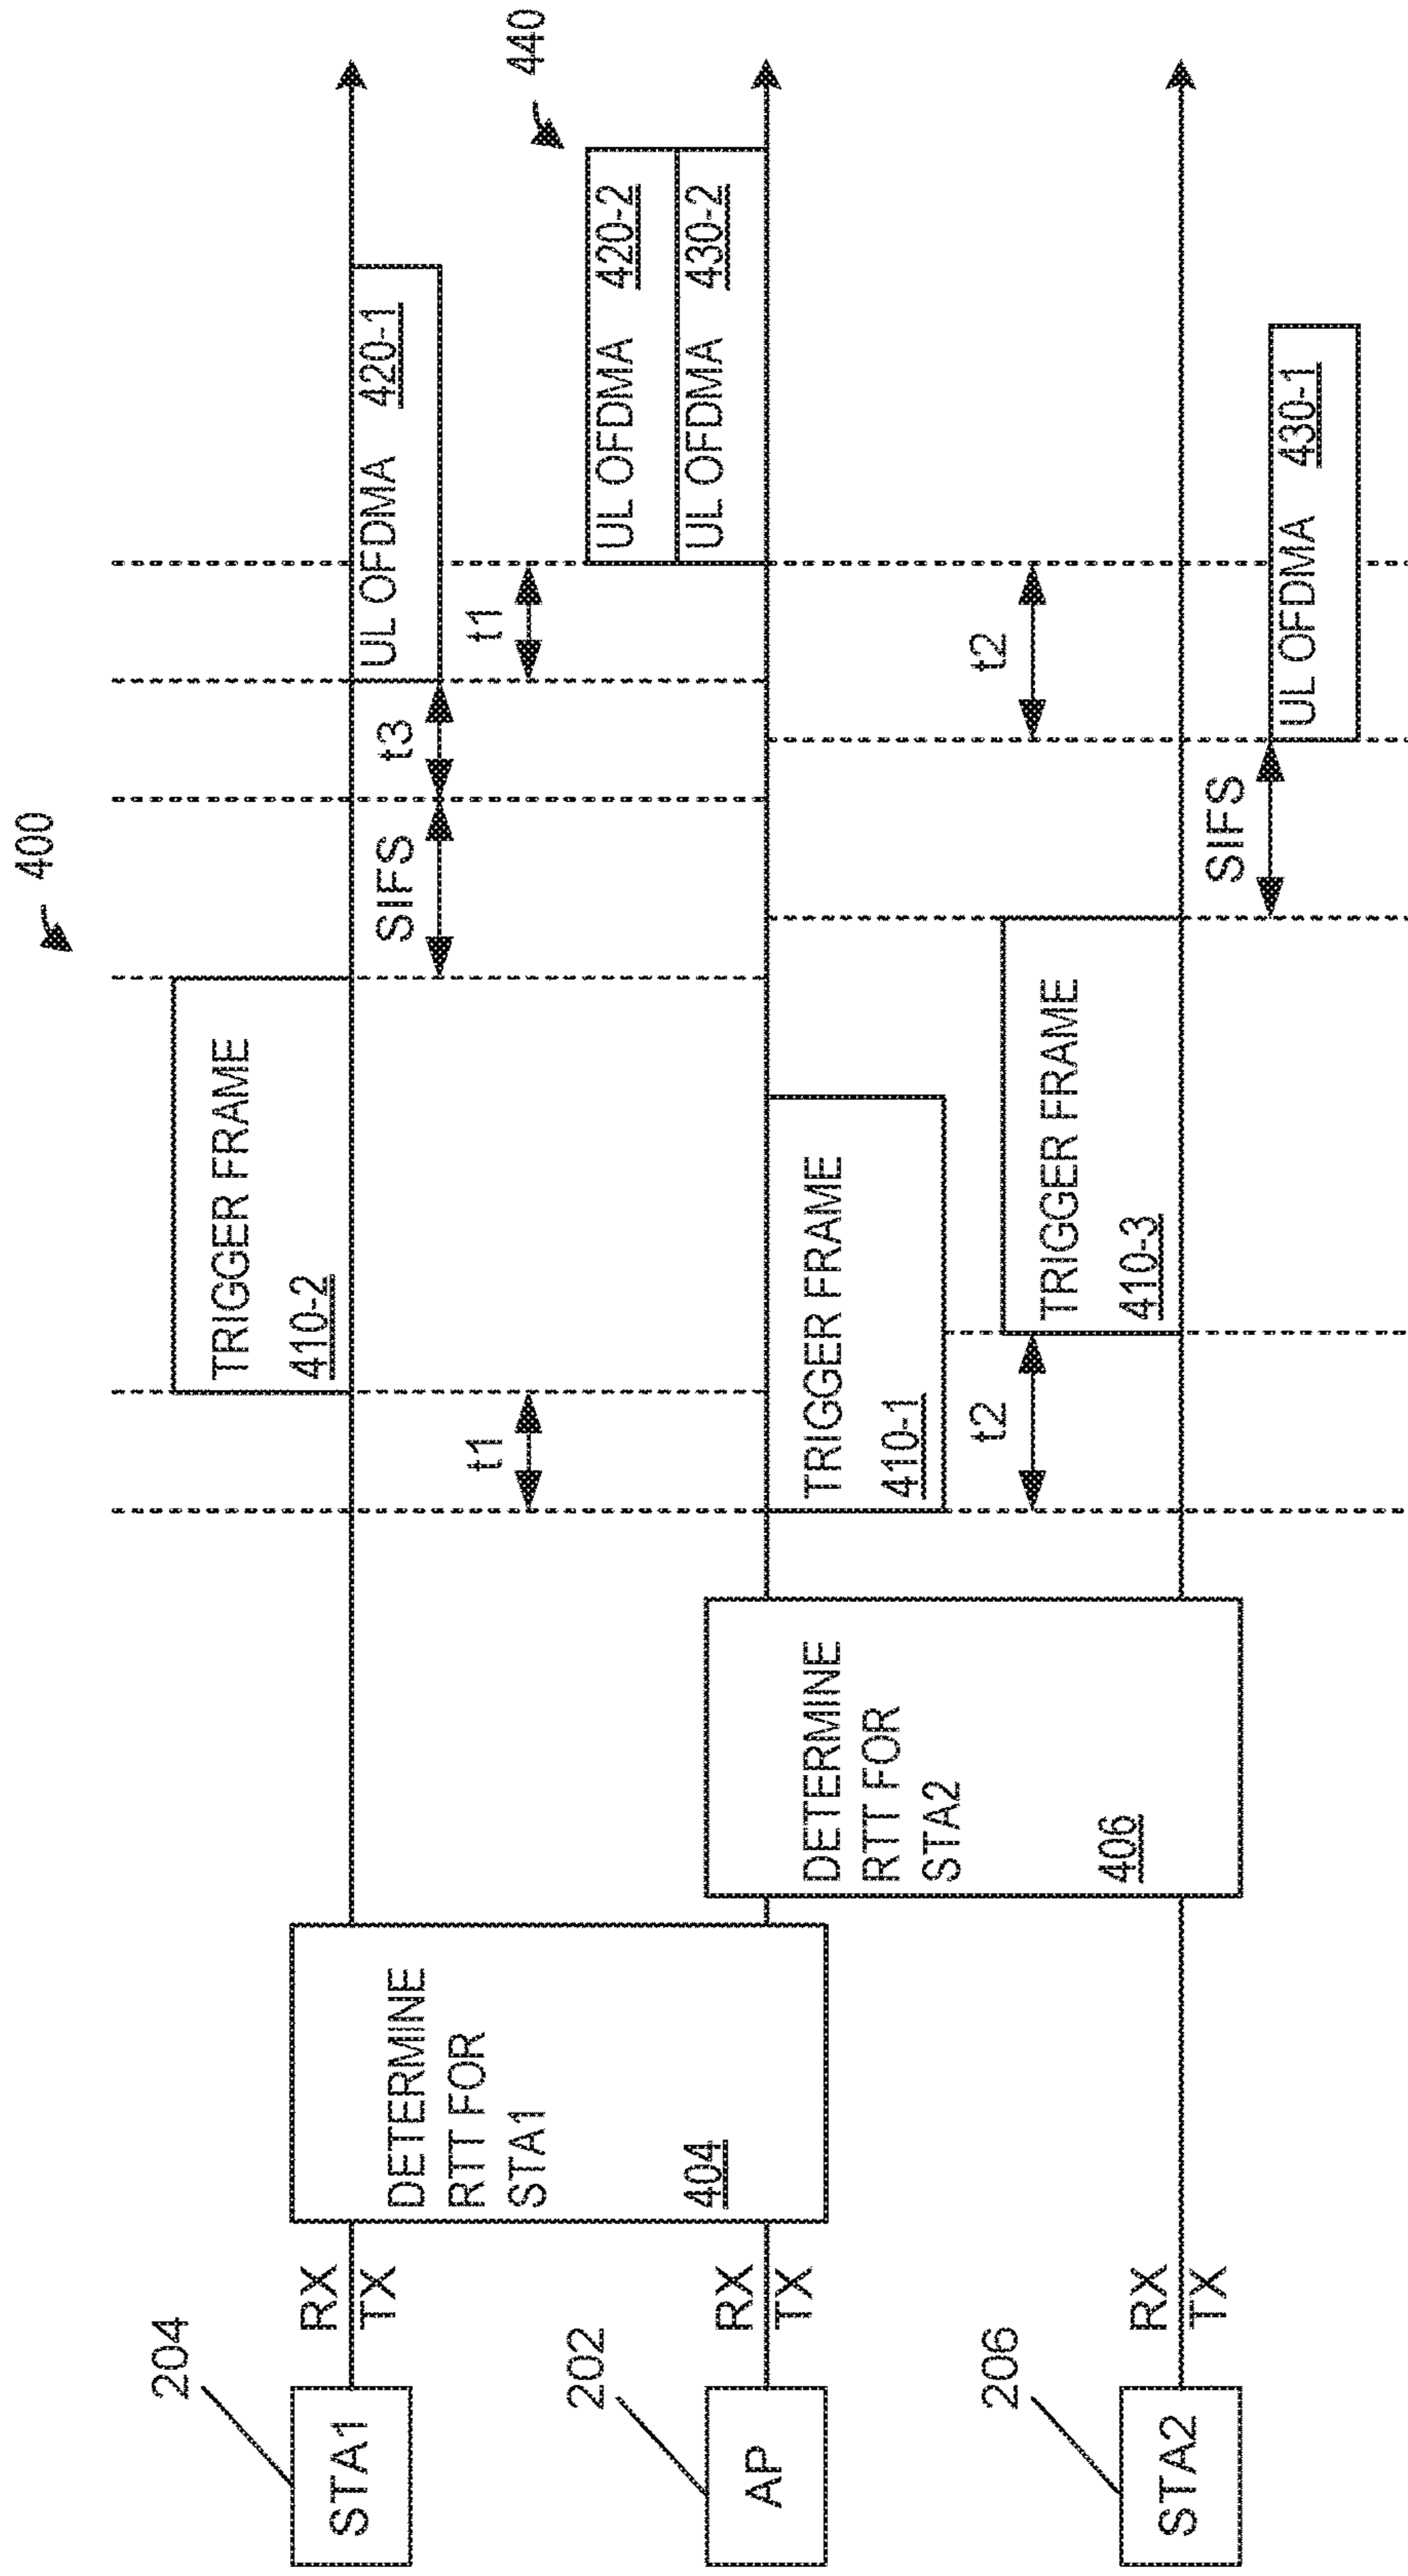 400
440
204
STA1
RX
TX
DETERMINE
RTT FOR
STA1
404
t1
TRIGGER FRAME
410-2
SIFS
t3
UL OFDMA 420-1
t1
UL OFDMA 420-2
UL OFDMA 430-2
202
AP
RX
TX
DETERMINE
RTT FOR
STA2
406
TRIGGER FRAME
410-1
t2
TRIGGER FRAME
410-3
t2
206
STA2
RX
TX
SIFS
UL OFDMA 430-1